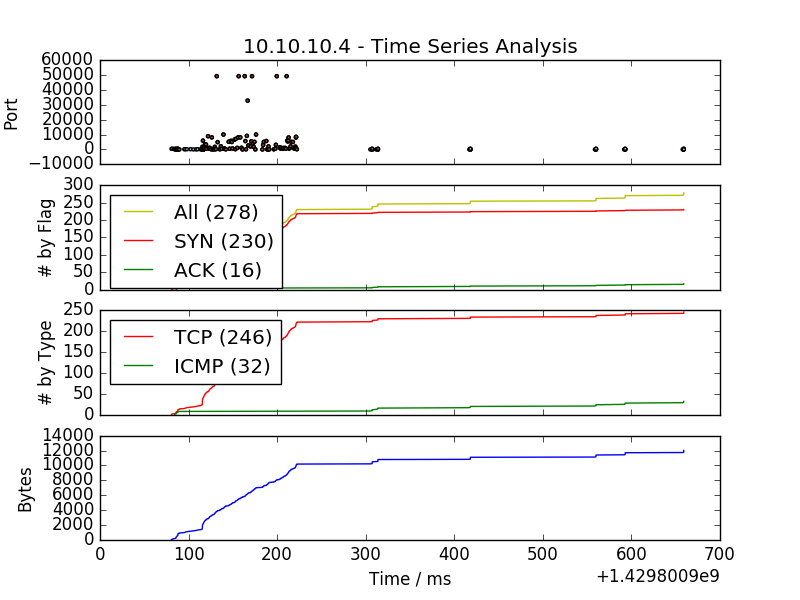 10.10.10.4 - Time Series Analysis
60000
50000
40000
30000
20000
10000
0
−10000
Port
300
250
200
150
100
50
0
# by Flag
All (278)
SYN (230)
ACK (16)
250
200
150
100
50
0
# by Type
TCP (246)
ICMP (32)
14000
12000
10000
8000
6000
4000
2000
0
Bytes
0 100 200 300 400 500 600 700
Time / ms
+1.4298009e9